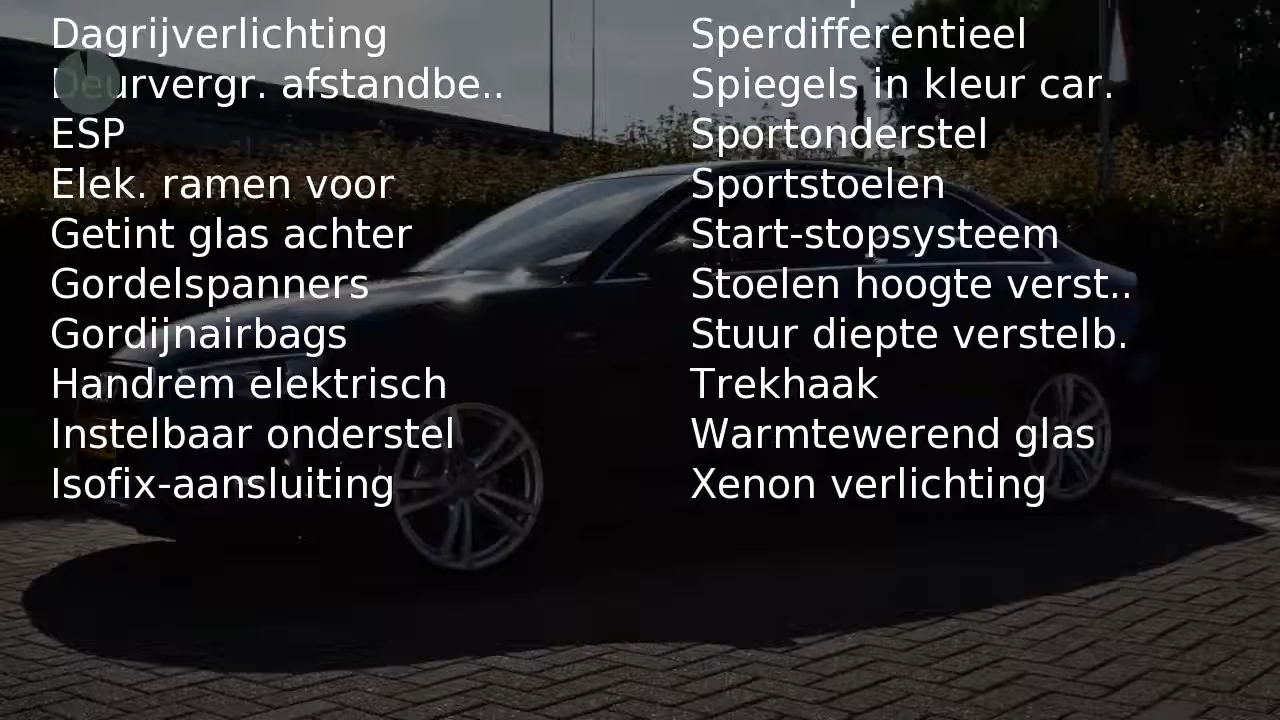 Dagrijverlichting
Deurvergr. afstandbe..
ESP
Elek. ramen voor
Getint glas achter
Gordelspanners
Gordijnairbags
Handrem elektrisch
Instelbaar onderstel
Isofix-aansluiting
Sperdifferentieel
Spiegels in kleur car.
Sportonderstel
Sportstoelen
Start-stopsysteem
Stoelen hoogte verst..
Stuur diepte verstelb.
Trekhaak
Warmtewerend glas
Xenon verlichting